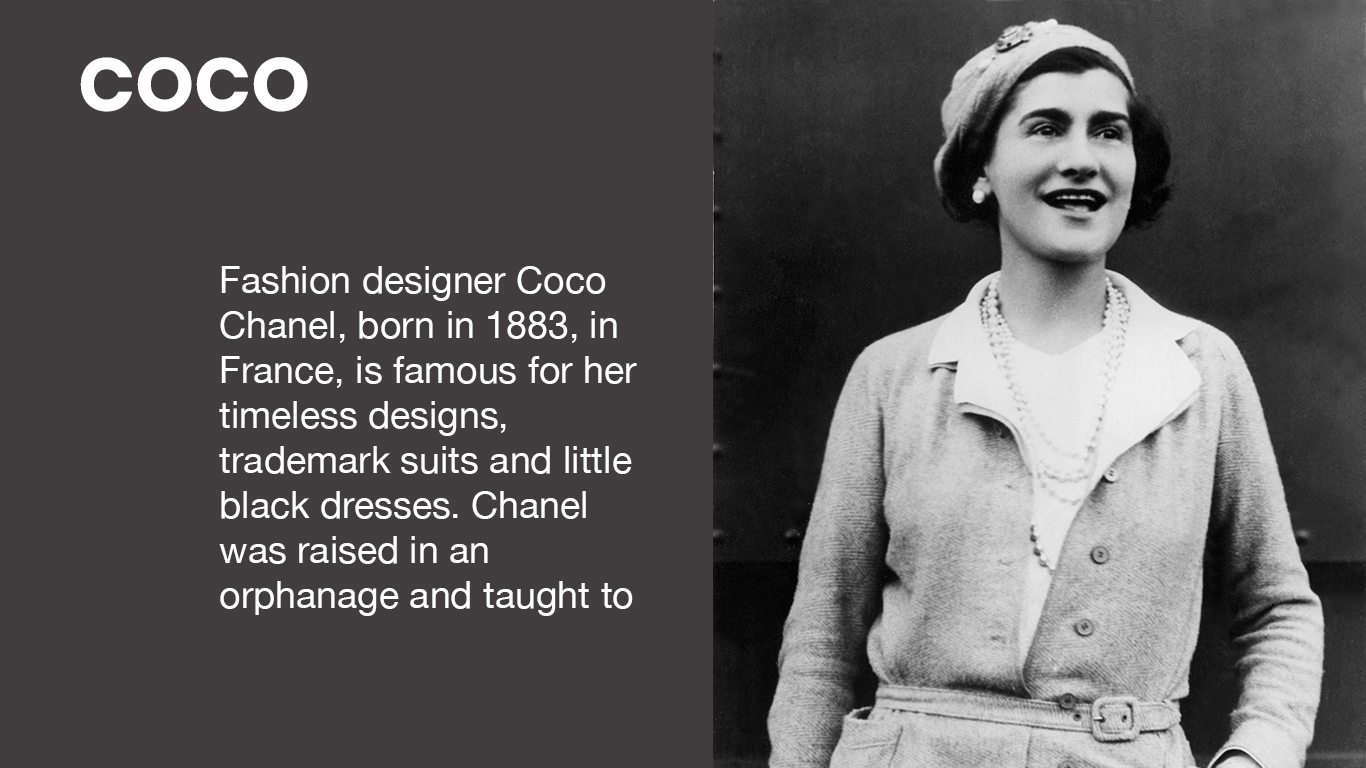 COCO
Fashion designer Coco
Chanel, born in 1883, in
France, is famous for her
timeless designs,
trademark suits and little
black dresses. Chanel
was raised in an
orphanage and taught to